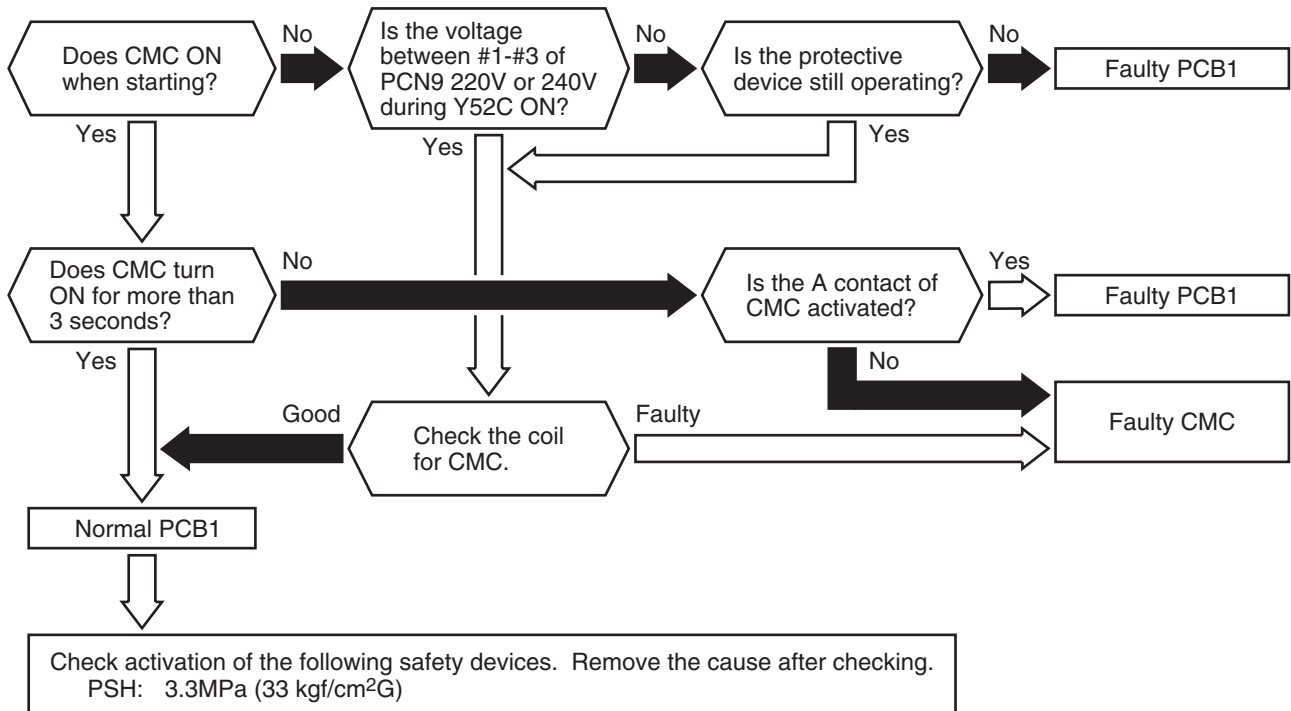 Does CMC ON
when starting?
No
Is the voltage
between #1-#3 of
PCN9 220V or 240V
during Y52C ON?
No
Is the protective
device still operating?
No
Faulty PCB1
Yes
Yes
Yes
Does CMC turn
ON for more than
3 seconds?
No
Is the A contact of
CMC activated?
Yes
Faulty PCB1
Yes
No
Good
Check the coil
for CMC.
Faulty
Faulty CMC
Normal PCB1
Check activation of the following safety devices. Remove the cause after checking.
PSH: 3.3MPa (33 kgf/cm²G)